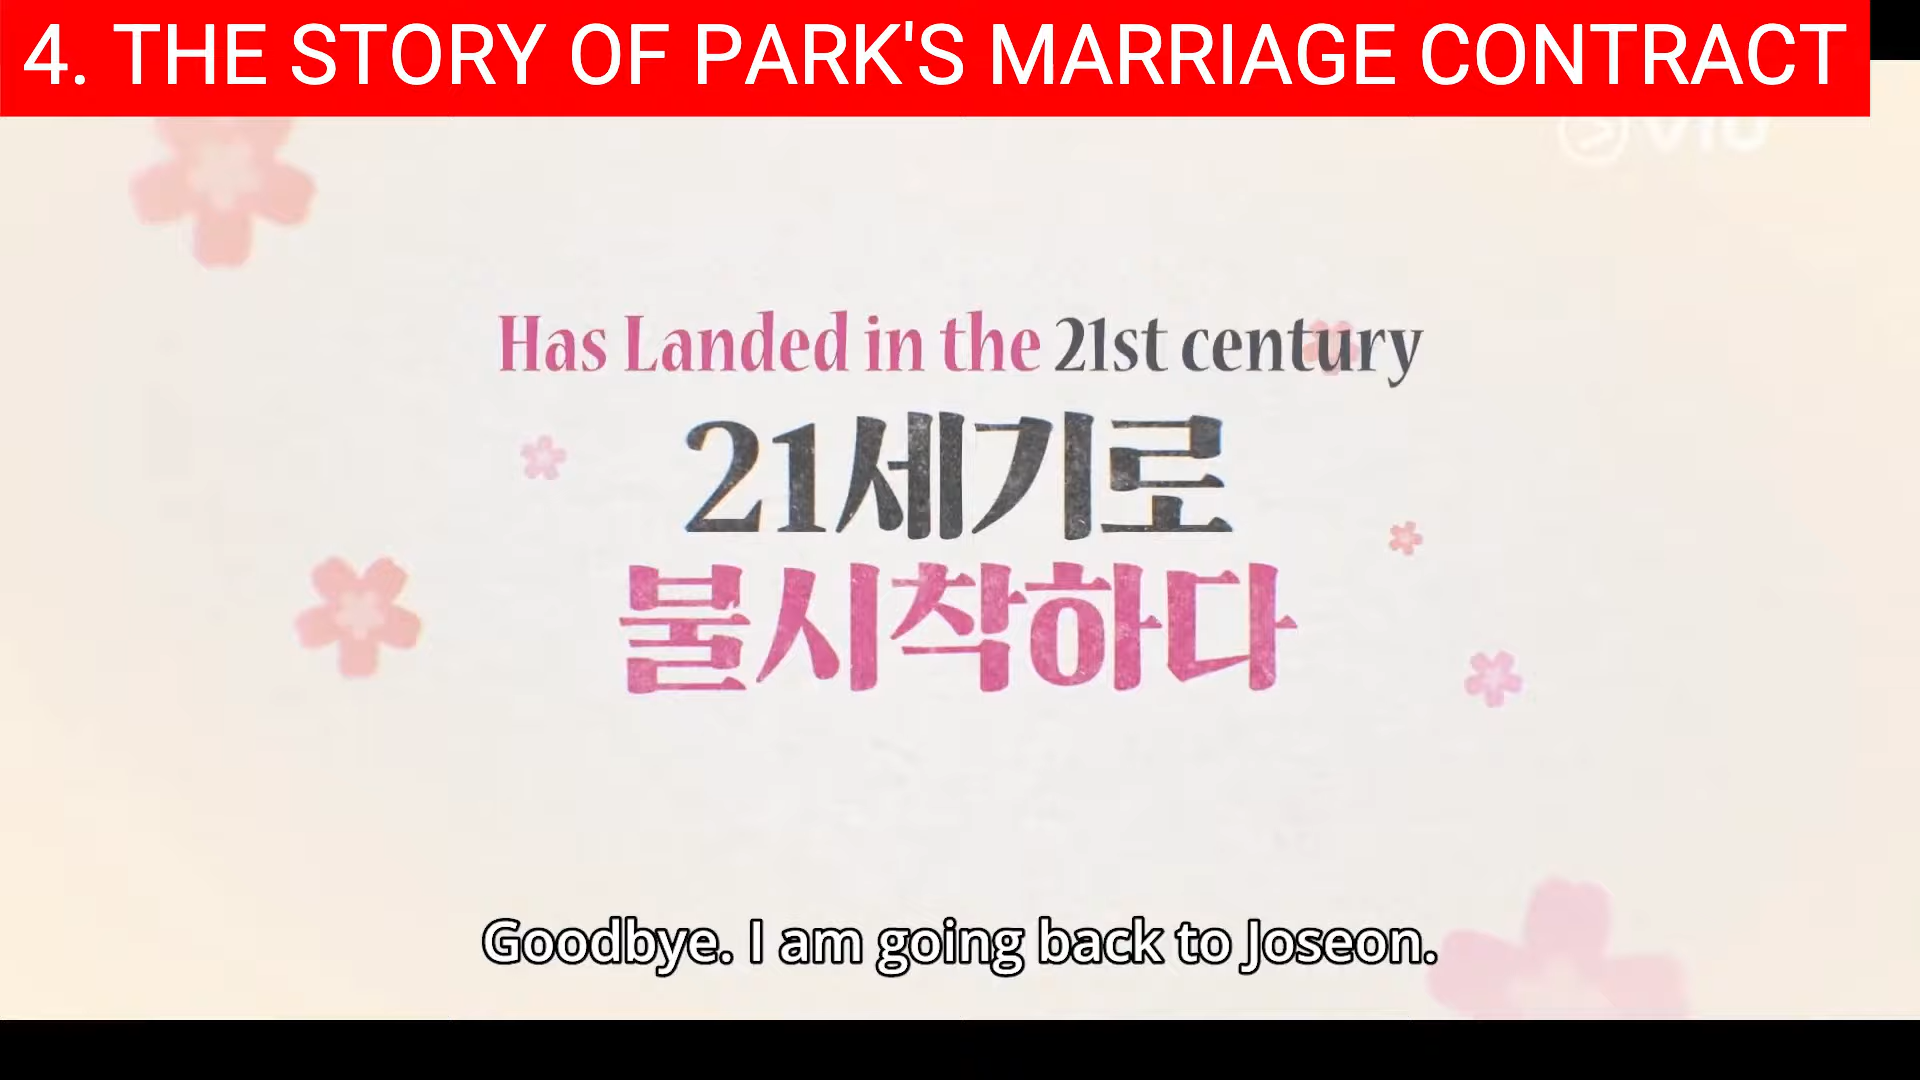 4. THE STORY OF PARK'S MARRIAGE CONTRACT
viu
Has Landed in the 21st century
21세기로
불시착하다
Goodbye. I am going back to Joseon.